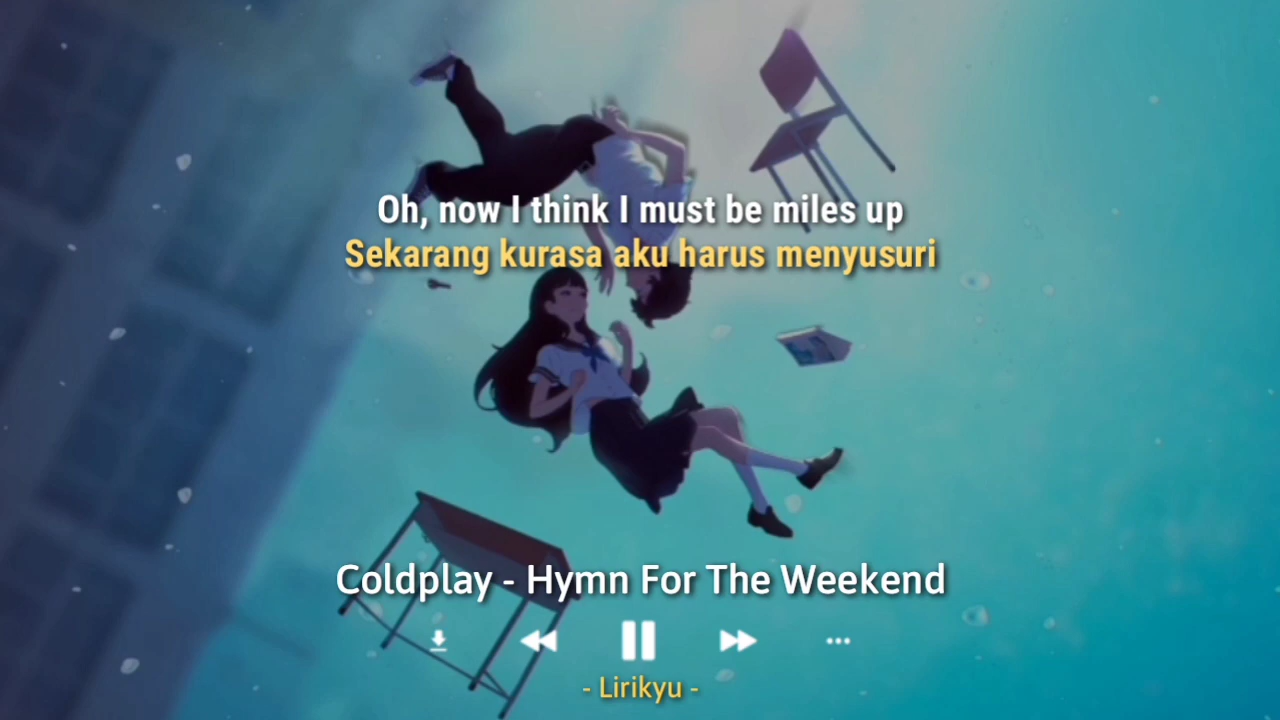 Oh, now I think I must be miles up
Sekarang kurasa aku harus menyusuri
Coldplay - Hymn For The Weekend
- Lirikyu -